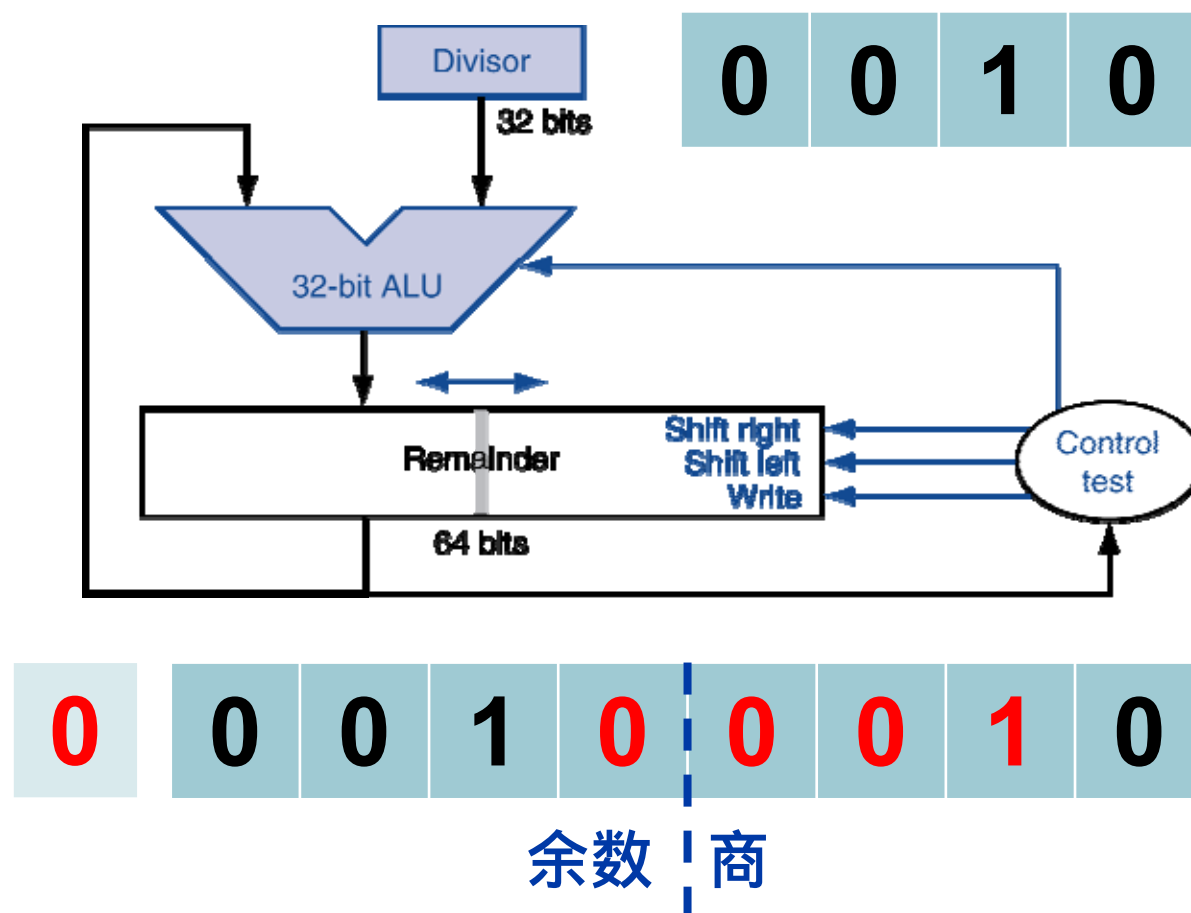 Divisor
0 0 1 0
32 bits
32-bit ALU
Shift right
Remainder
Shift left
Write
Control
test
64 bits
0 0 0 1 0 0 0 1 0
余数 商